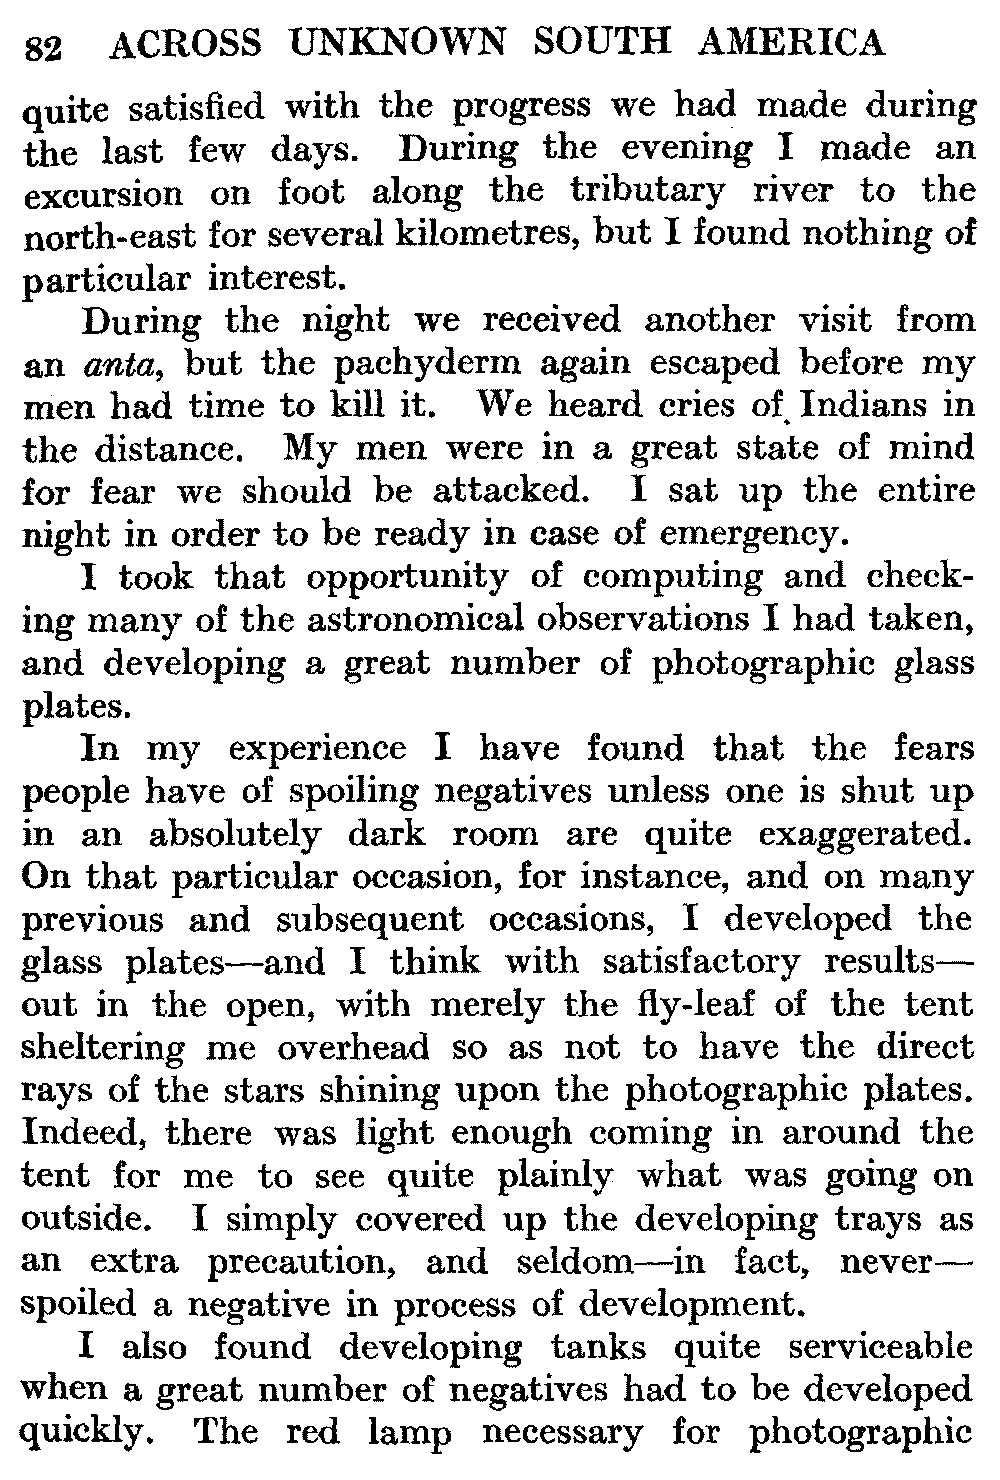 82 ACROSS UNKNOWN SOUTH AMERICA
quite satisfied with the progress we had made during
the last few days. During the evening I made an
excursion on foot along the tributary river to the
north-east for several kilometres, but I found nothing of
particular interest.
During the night we received another visit from
an anta, but the pachyderm again escaped before my
men had time to kill it. We heard cries of Indians in
the distance. My men were in a great state of mind
for fear we should be attacked. I sat up the entire
night in order to be ready in case of emergency.
I took that opportunity of computing and check-
ing many of the astronomical observations I had taken,
and developing a great number of photographic glass
plates.
In my experience I have found that the fears
people have of spoiling negatives unless one is shut up
in an absolutely dark room are quite exaggerated.
On that particular occasion, for instance, and on many
previous and subsequent occasions, I developed the
glass plates—and I think with satisfactory results—
out in the open, with merely the fly-leaf of the tent
sheltering me overhead so as not to have the direct
rays of the stars shining upon the photographic plates.
Indeed, there was light enough coming in around the
tent for me to see quite plainly what was going on
outside. I simply covered up the developing trays as
an extra precaution, and seldom—in fact, never—
spoiled a negative in process of development.
I also found developing tanks quite serviceable
when a great number of negatives had to be developed
quickly. The red lamp necessary for photographic